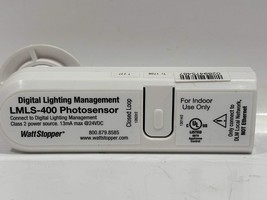 Digital Lighting Management
LMLS-400 Photosensor
Connect to Digital Lighting Management
Class 2 power source, 13mA max @24VDC
WattStopper®
800.879.8585
www.wattstopper.com
Closed Loop
For Indoor
Use Only
UL
LISTED
Only connect to
DLM Local Network,
NOT Ethernet